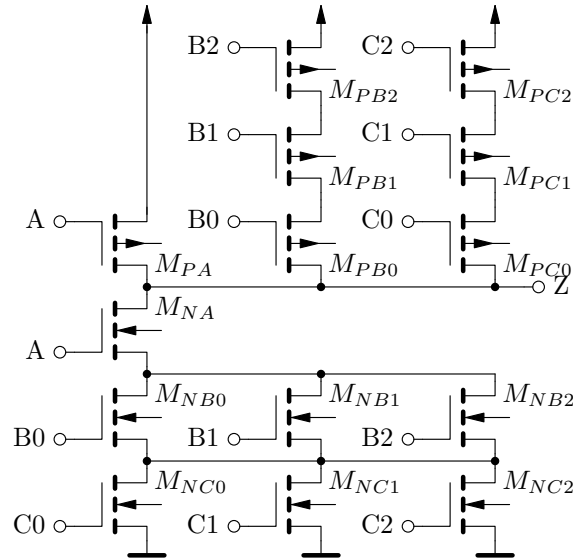 B2 C2
M_{PB2} M_{PC2}
B1 C1
M_{PB1} M_{PC1}
A B0 C0
M_{PA} M_{PB0} M_{PC0}
Z
M_{NA}
A
M_{NB0} M_{NB1} M_{NB2}
B0 B1 B2
M_{NC0} M_{NC1} M_{NC2}
C0 C1 C2